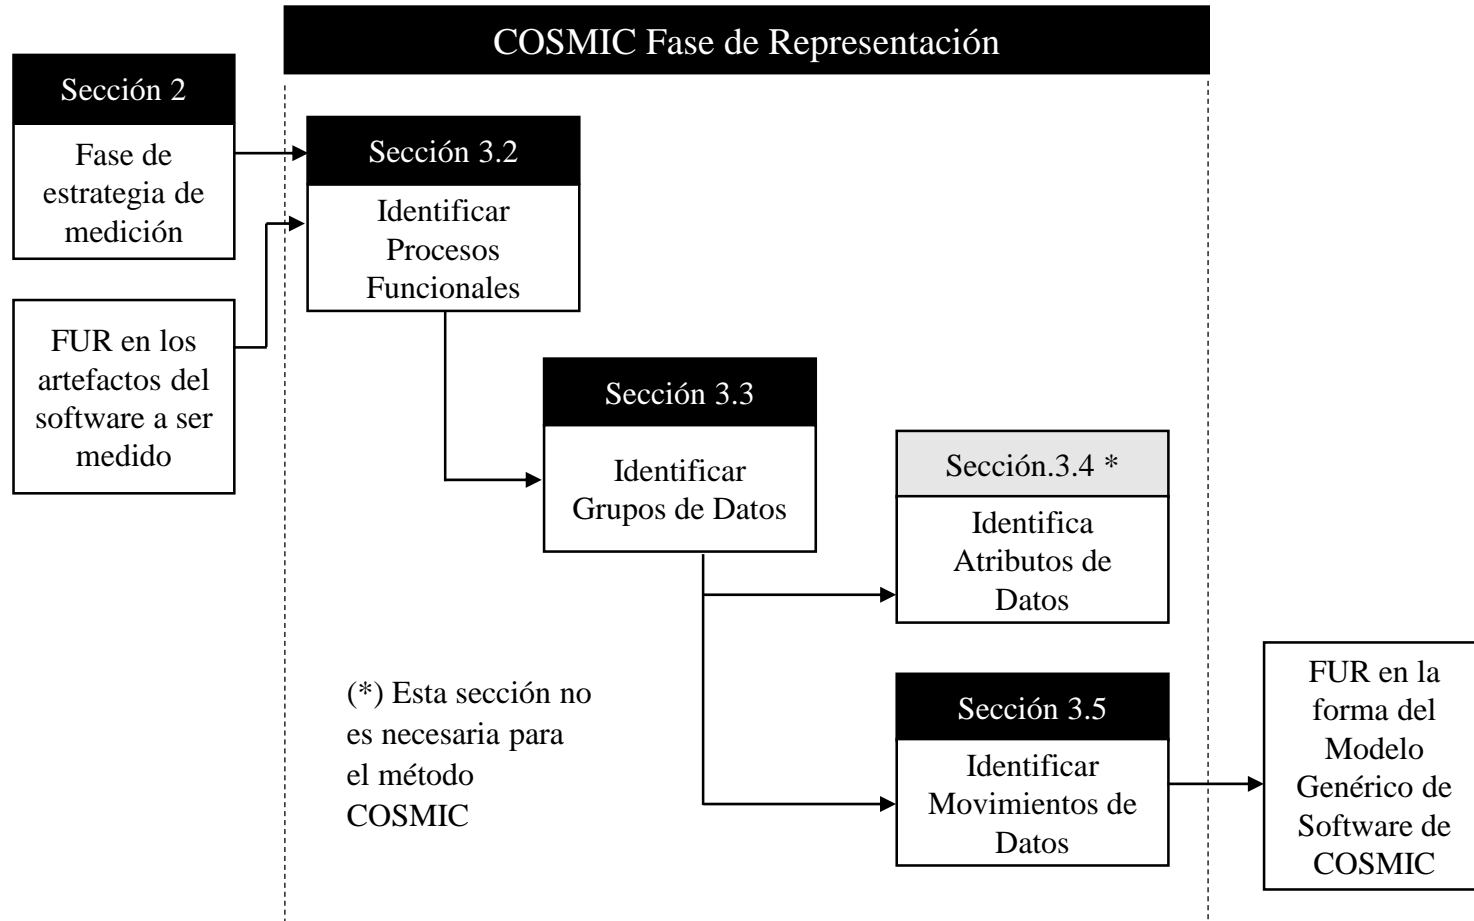 COSMIC Fase de Representación
Sección 2
Fase de
estrategia de
medición
FUR en los
artefactos del
software a ser
medido
Sección 3.2
Identificar
Procesos
Funcionales
Sección 3.3
Identificar
Grupos de Datos
Sección.3.4 *
Identifica
Atributos de
Datos
Sección 3.5
Identificar
Movimientos de
Datos
(*) Esta sección no
es necesaria para
el método
COSMIC
FUR en la
forma del
Modelo
Genérico de
Software de
COSMIC